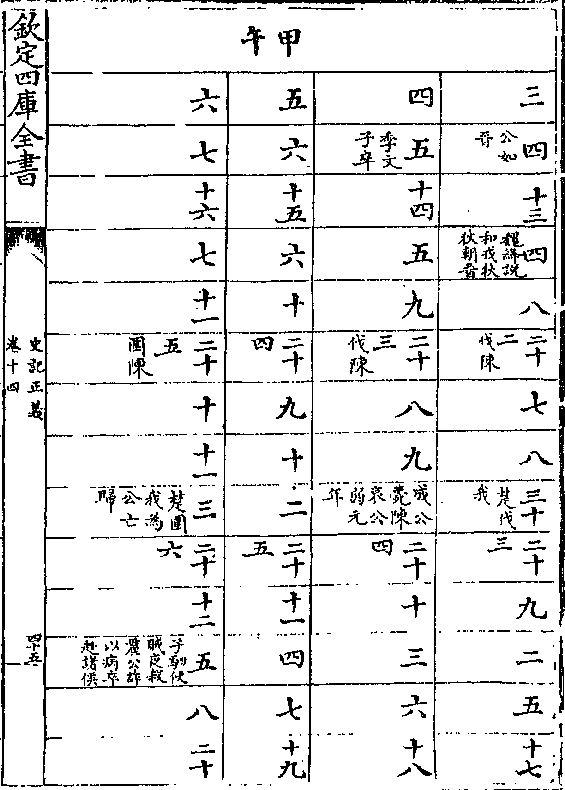 甲午
三
四
公如
晉
十三
四
魏絳說
和戎狄
狄朝晉
八
二十
二
伐陳
七
八
三十
楚伐
我
二十
三
九
二
五
十七
四
五
季文
子卒
十四
五
九
二十
三
伐陳
八
九
成公
薨陳
哀公
弱元
年
二十
四
十
三
六
十八
五
六
十五
六
十
二十
四
九
十
二
二十
五
十一
四
七
十九
六
七
十六
七
十一
二十
五
圍陳
十
十一
三
楚圍
我為
公亡
歸
二十
六
十二
五
子駟使
賊夜殺
釐公詐
以病卒
赴諸侯
八
二十
欽定四庫全書
史記正義
卷十四
四十五